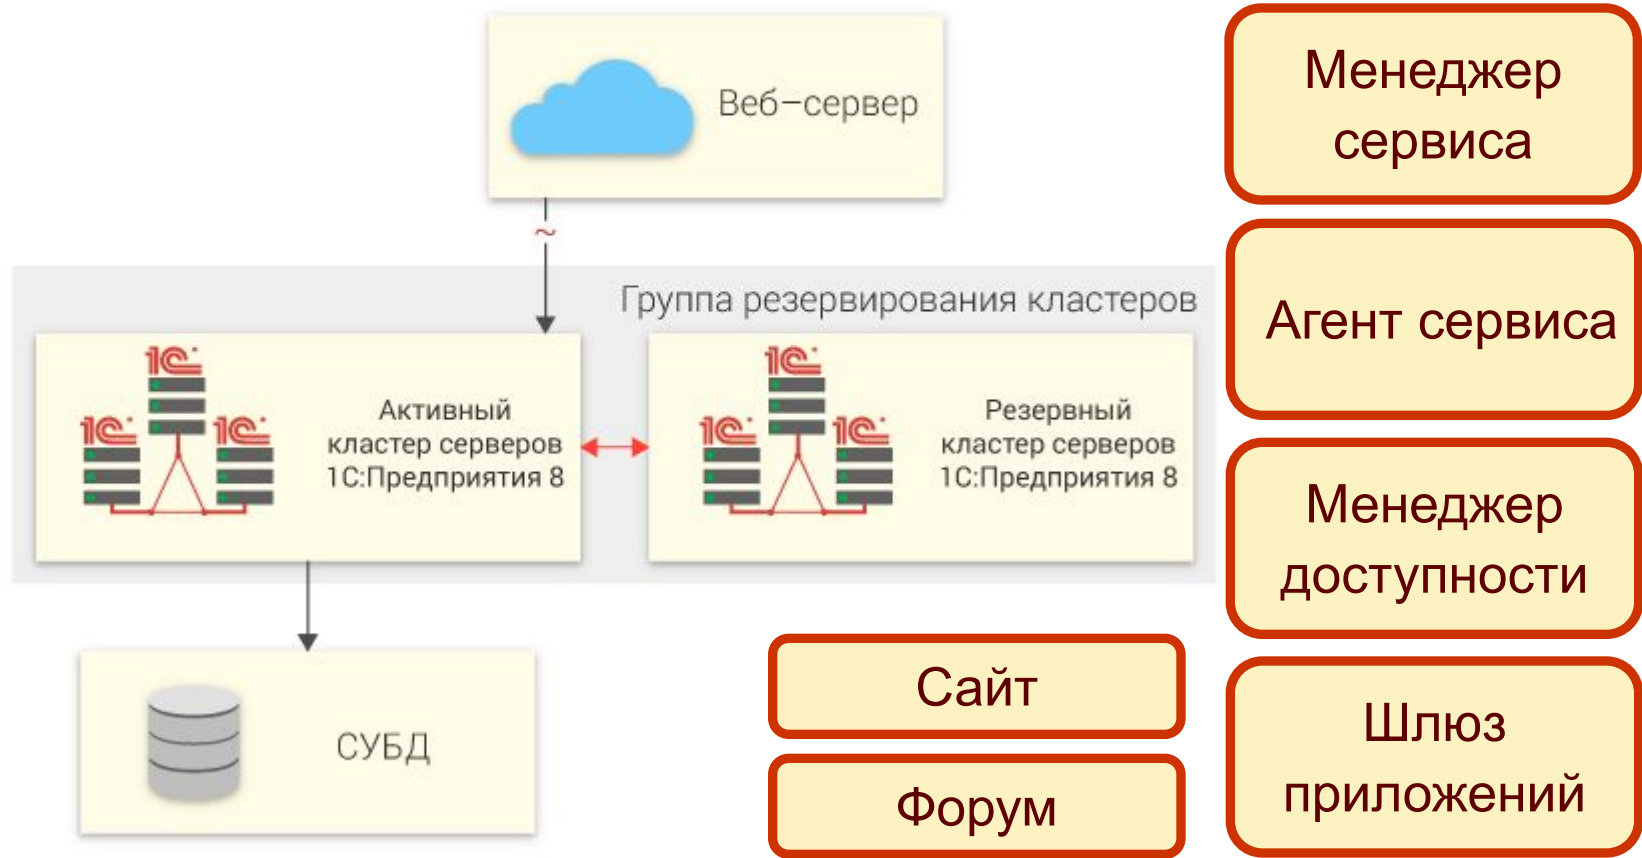 Веб-сервер
~
Группа резервирования кластеров
1С
1С
1С
Активный
кластер серверов
1С:Предприятия 8
1С
1С
1С
Резервный
кластер серверов
1С:Предприятия 8
СУБД
Сайт
Форум
Менеджер
сервиса
Агент сервиса
Менеджер
доступности
Шлюз
приложений